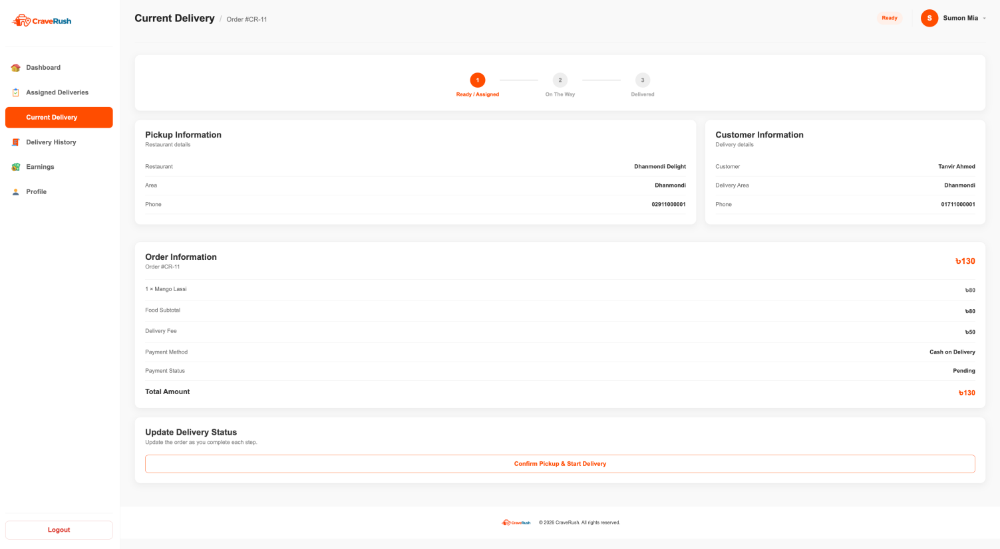 CraveRush
Current Delivery / Order #CR-11
Ready
S
Sumon Mia
Dashboard
Assigned Deliveries
Current Delivery
Delivery History
Earnings
Profile
Logout
1
2
3
Ready / Assigned
On The Way
Delivered
Pickup Information
Restaurant details
Restaurant
Dhanmondi Delight
Area
Dhanmondi
Phone
02911000001
Customer Information
Delivery details
Customer
Tanvir Ahmed
Delivery Area
Dhanmondi
Phone
01711000001
Order Information
Order #CR-11
৳130
1 × Mango Lassi
৳80
Food Subtotal
৳80
Delivery Fee
৳50
Payment Method
Cash on Delivery
Payment Status
Pending
Total Amount
৳130
Update Delivery Status
Update the order as you complete each step.
Confirm Pickup & Start Delivery
CraveRush
© 2026 CraveRush. All rights reserved.